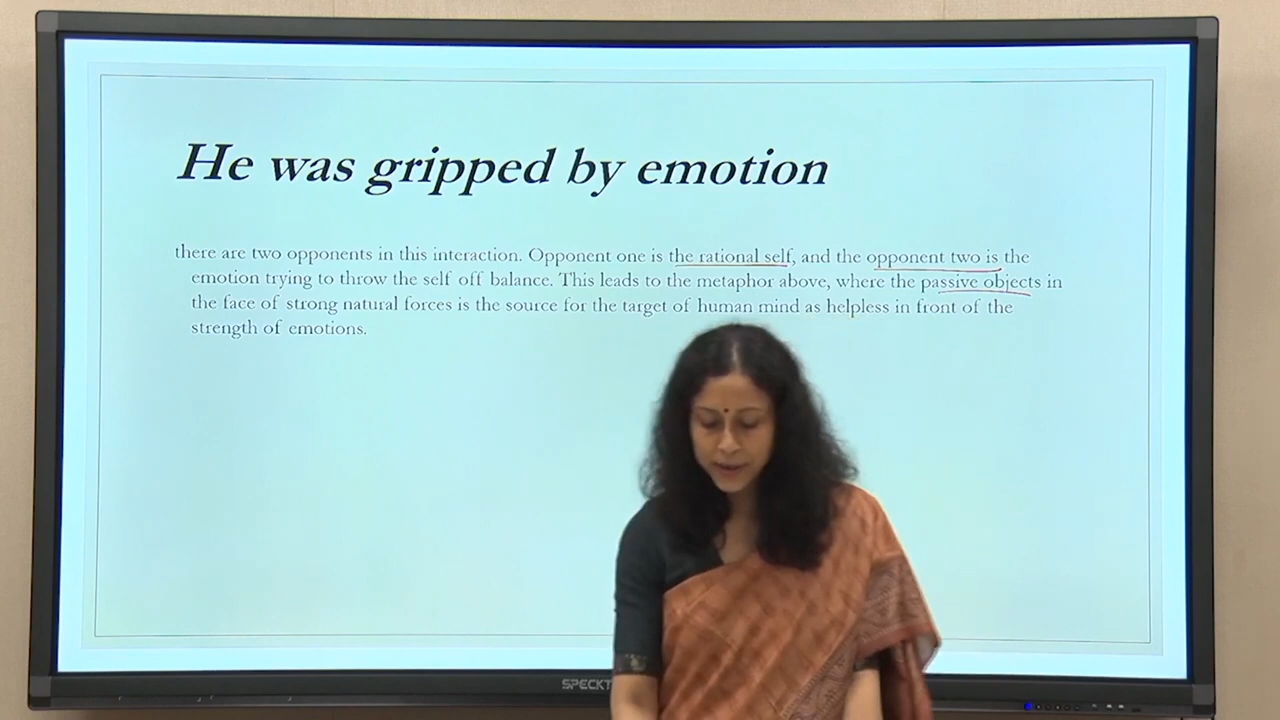 He was gripped by emotion
there are two opponents in this interaction. Opponent one is the rational self, and the opponent two is the
emotion trying to throw the self off balance. This leads to the metaphor above, where the passive objects in
the face of strong natural forces is the source for the target of human mind as helpless in front of the
strength of emotions.
SPECKT